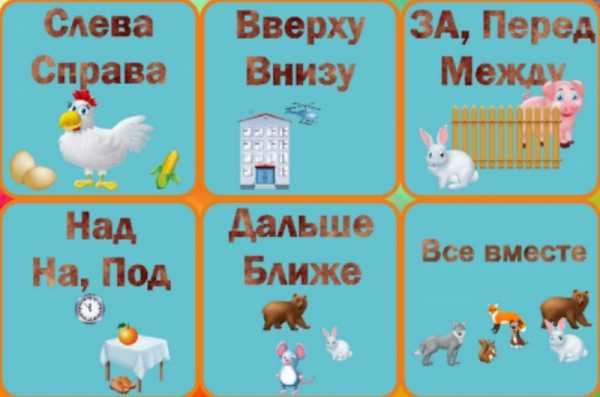 Слева
Справа
Вверху
Внизу
ЗА, Перед
Между
Над
На, Под
Дальше
Ближе
Все вместе